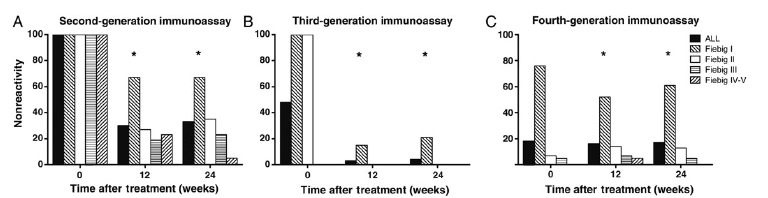 A Second-generation immunoassay
Nonreactivity
100
80
60
40
20
0
* *
0 12 24
Time after treatment (weeks)
B Third-generation immunoassay
100
80
60
40
20
0
* *
0 12 24
Time after treatment (weeks)
C Fourth-generation immunoassay
100
80
60
40
20
* *
0 12 24
Time after treatment (weeks)
ALL
Fiebig I
Fiebig II
Fiebig III
Fiebig IV-V